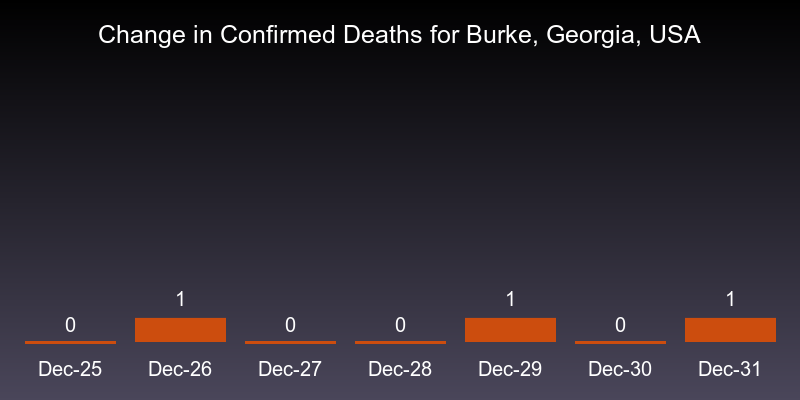 Change in Confirmed Deaths for Burke, Georgia, USA
0 1 0 0 1 0 1
Dec-25 Dec-26 Dec-27 Dec-28 Dec-29 Dec-30 Dec-31